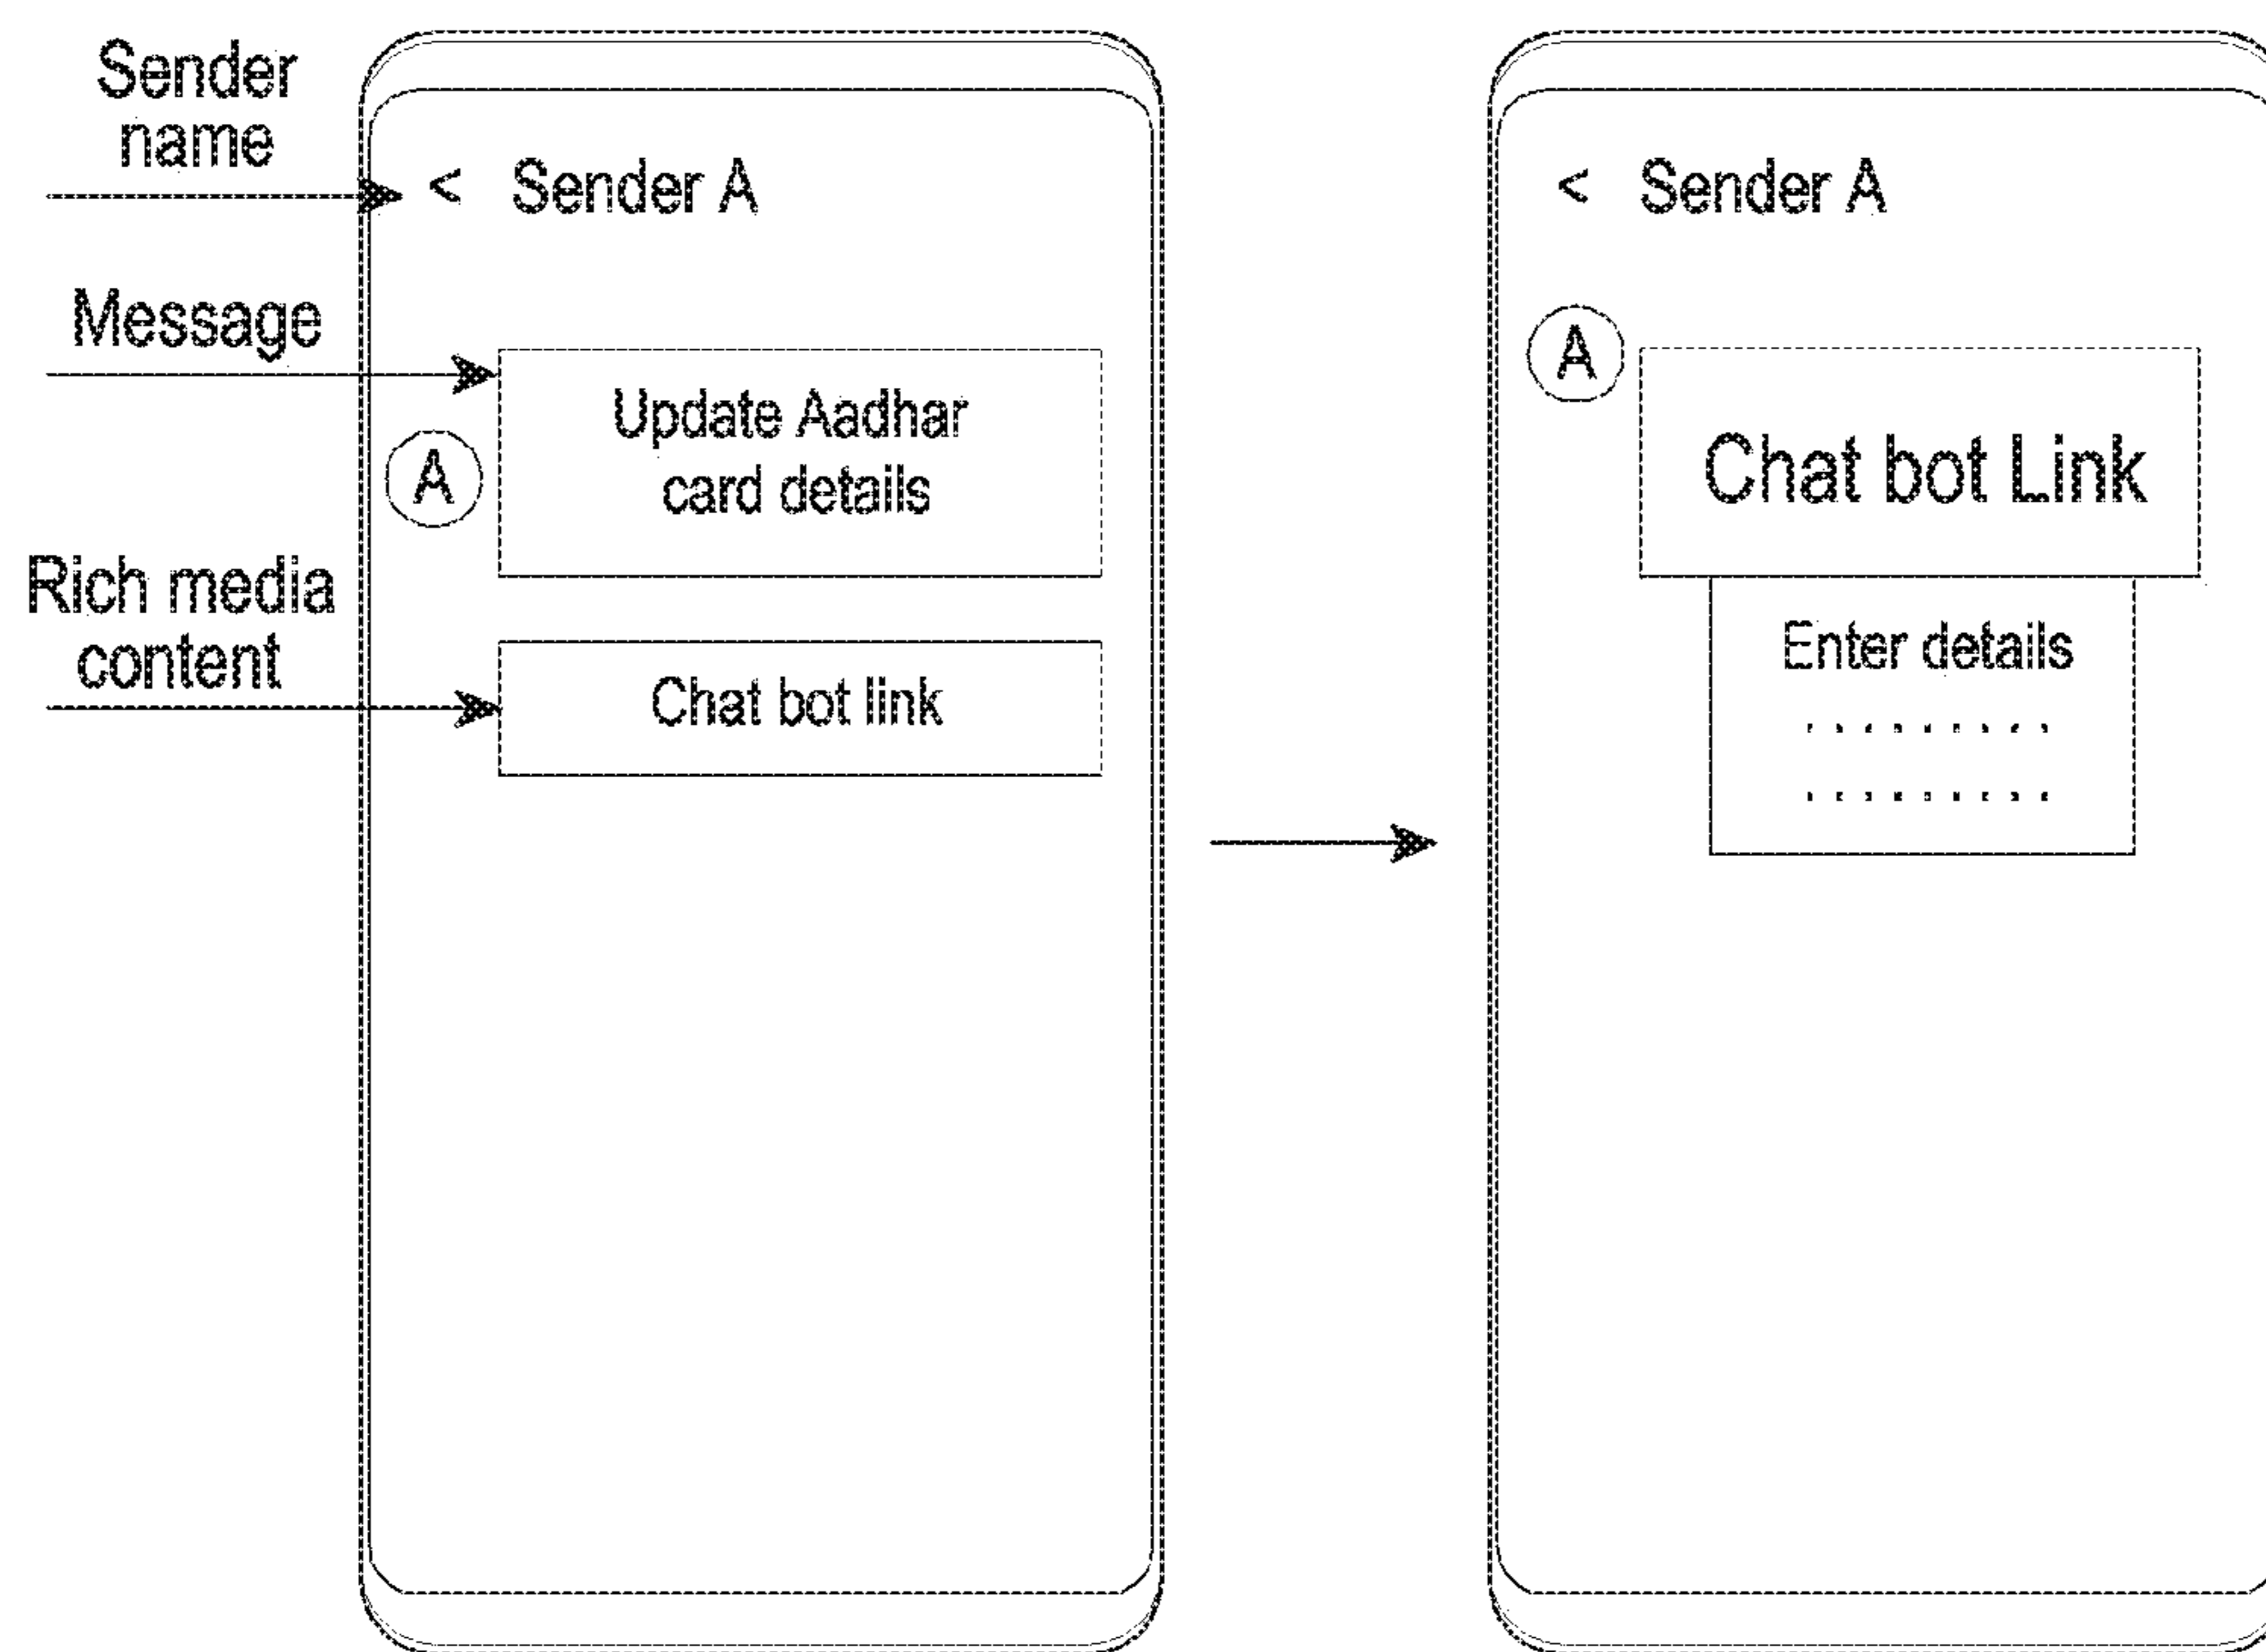 Sender
name
< Sender A
Message
A
Update Aadhar
card details
Rich media
content
Chat bot link
< Sender A
A
Chat bot Link
Enter details
. . . . . . . . .
. . . . . . . . .